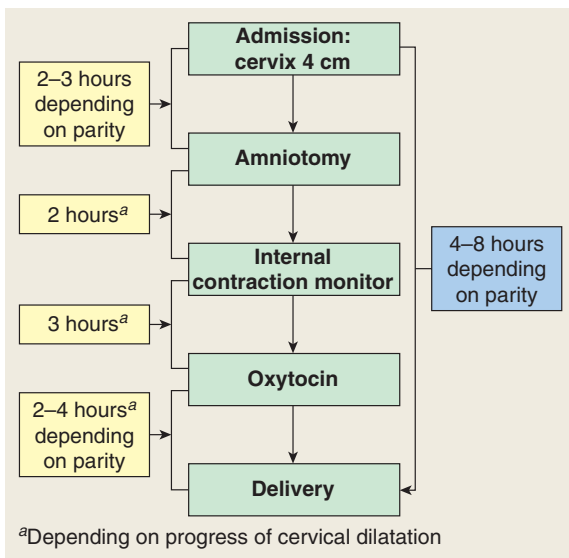 Admission:
cervix 4 cm
2–3 hours
depending
on parity
Amniotomy
2 hoursᵃ
Internal
contraction monitor
4–8 hours
depending
on parity
3 hoursᵃ
Oxytocin
2–4 hoursᵃ
depending
on parity
Delivery
ᵃDepending on progress of cervical dilatation